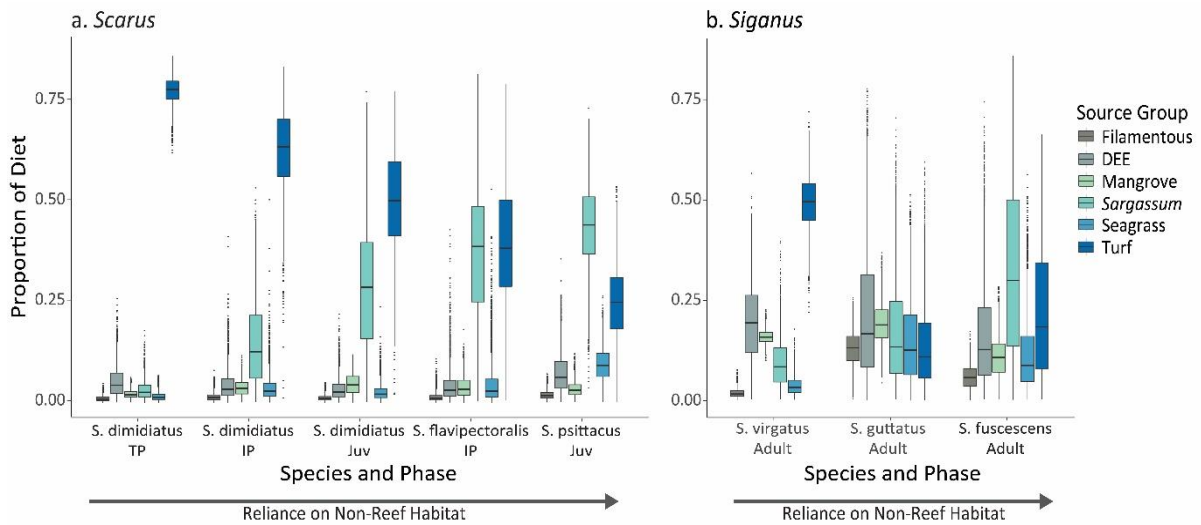 a. Scarus
b. Siganus
Proportion of Diet
0.75
0.50
0.25
0.00
S. dimidiatus
TP
S. dimidiatus
IP
S. dimidiatus
Juv
S. flavipectoralis
IP
S. psittacus
Juv
Species and Phase
Reliance on Non-Reef Habitat
0.75
0.50
0.25
0.00
S. virgatus
Adult
S. guttatus
Adult
S. fuscescens
Adult
Species and Phase
Reliance on Non-Reef Habitat
Source Group
Filamentous
DEE
Mangrove
Sargassum
Seagrass
Turf